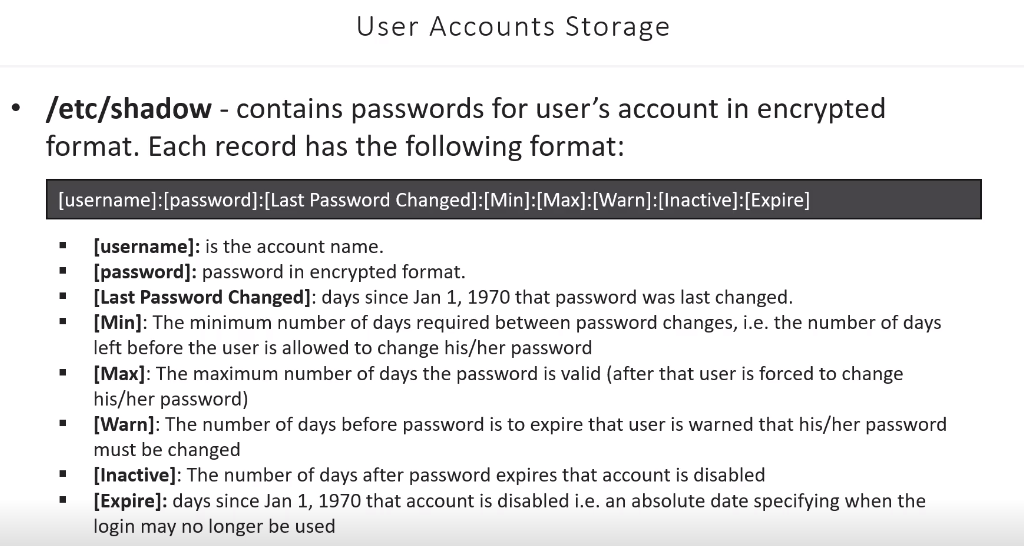 User Accounts Storage
• /etc/shadow - contains passwords for user’s account in encrypted
format. Each record has the following format:
[username]:[password]:[Last Password Changed]:[Min]:[Max]:[Warn]:[Inactive]:[Expire]
▪ [username]: is the account name.
▪ [password]: password in encrypted format.
▪ [Last Password Changed]: days since Jan 1, 1970 that password was last changed.
▪ [Min]: The minimum number of days required between password changes, i.e. the number of days
left before the user is allowed to change his/her password
▪ [Max]: The maximum number of days the password is valid (after that user is forced to change
his/her password)
▪ [Warn]: The number of days before password is to expire that user is warned that his/her password
must be changed
▪ [Inactive]: The number of days after password expires that account is disabled
▪ [Expire]: days since Jan 1, 1970 that account is disabled i.e. an absolute date specifying when the
login may no longer be used